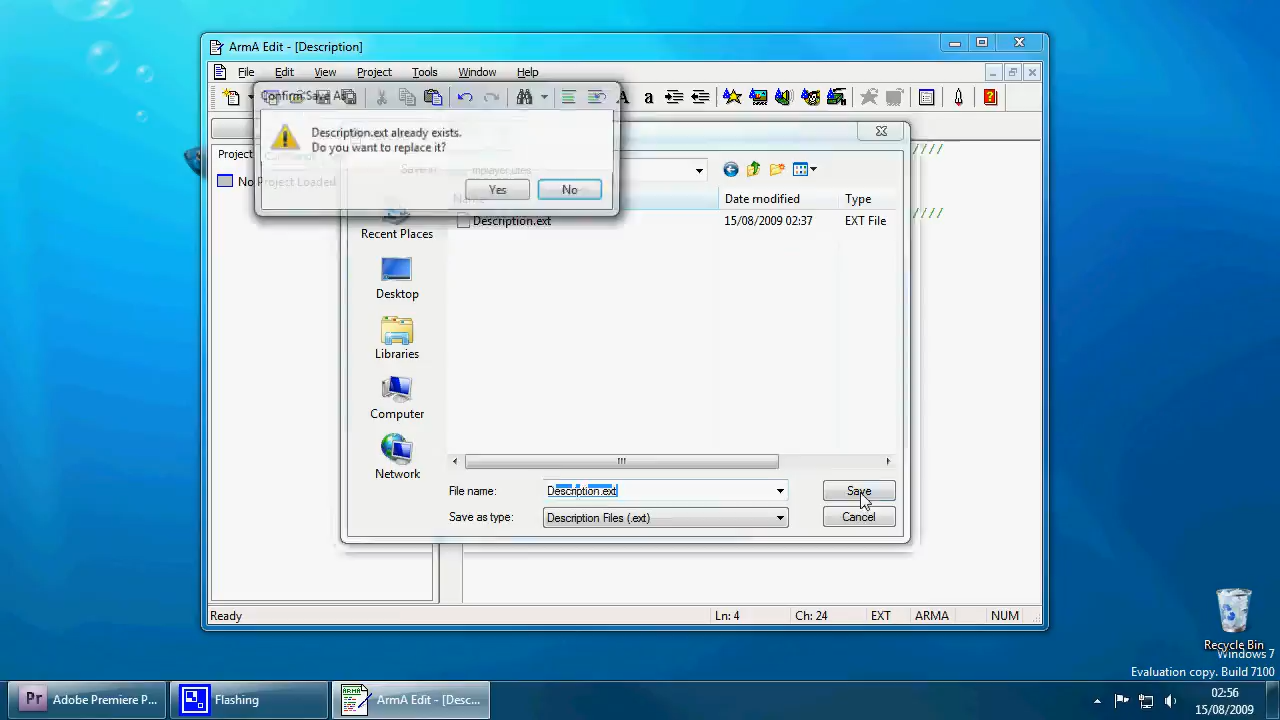 ArmA Edit - [Description]
File Edit View Project Tools Window Help
Confirm Save As
Description.ext already exists.
Do you want to replace it?
Yes No
Project
No Project Loaded
////
////
Date modified Type
Description.ext 15/08/2009 02:37 EXT File
Recent Places
Desktop
Libraries
Computer
Network
File name: Description.ext Save
Save as type: Description Files (.ext) Cancel
Ready Ln: 4 Ch: 24 EXT ARMA NUM
Recycle Bin
Windows 7
Evaluation copy. Build 7100
Pr Adobe Premiere P... Flashing ArmA Edit - [Desc... 02:56
15/08/2009